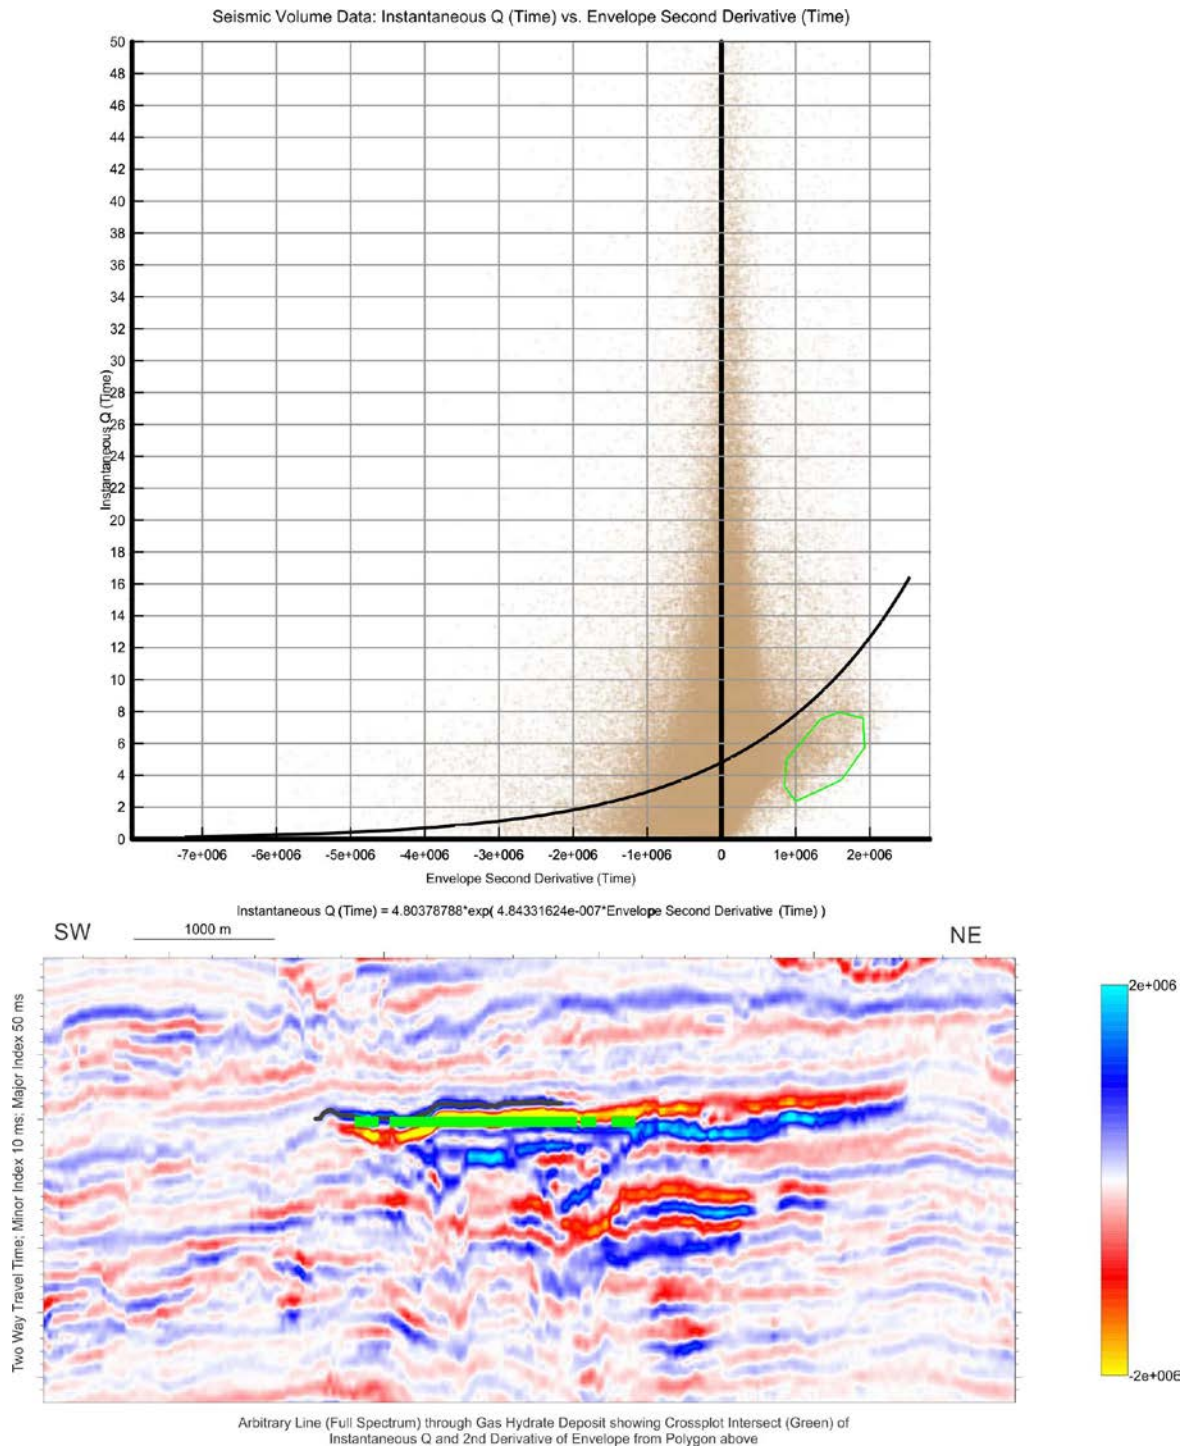 Seismic Volume Data: Instantaneous Q (Time) vs. Envelope Second Derivative (Time)
50
48
46
44
42
40
38
36
34
32
30
28
26
24
22
20
18
16
14
12
10
8
6
4
2
0
Instantaneous Q (Time)
-7e+006 -6e+006 -5e+006 -4e+006 -3e+006 -2e+006 -1e+006 0 1e+006 2e+006
Envelope Second Derivative (Time)
Instantaneous Q (Time) = 4.80378788*exp( 4.84331624e-007*Envelope Second Derivative (Time) )
SW 1000 m NE
Two Way Travel Time; Minor Index 10 ms; Major Index 50 ms
2e+006
-2e+006
Arbitrary Line (Full Spectrum) through Gas Hydrate Deposit showing Crossplot Intersect (Green) of
Instantaneous Q and 2nd Derivative of Envelope from Polygon above